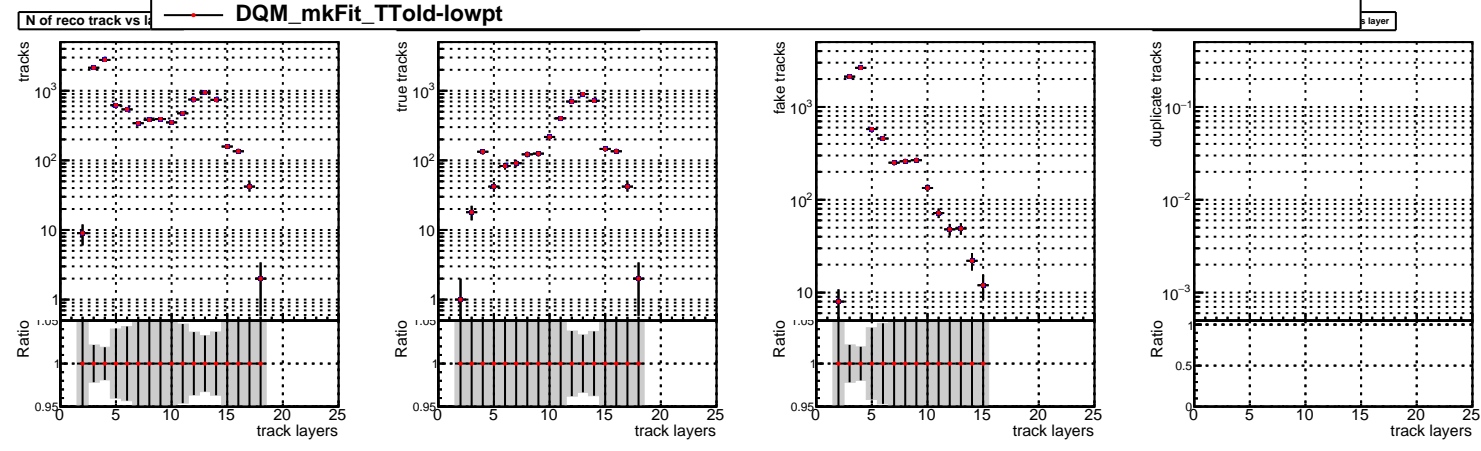 DQM_mkFit_TTold-lowpt
N of reco track vs la
s layer
tracks
10³
10²
10
1
Ratio
1.05
1
0.95
0 5 10 15 20 25
track layers
true tracks
10³
10²
10
1
Ratio
1.05
1
0.95
0 5 10 15 20 25
track layers
fake tracks
10³
10²
10
Ratio
1.05
1
0.95
0 5 10 15 20 25
track layers
duplicate tracks
10⁻¹
10⁻²
10⁻³
Ratio
1
0.5
0
0 5 10 15 20 25
track layers